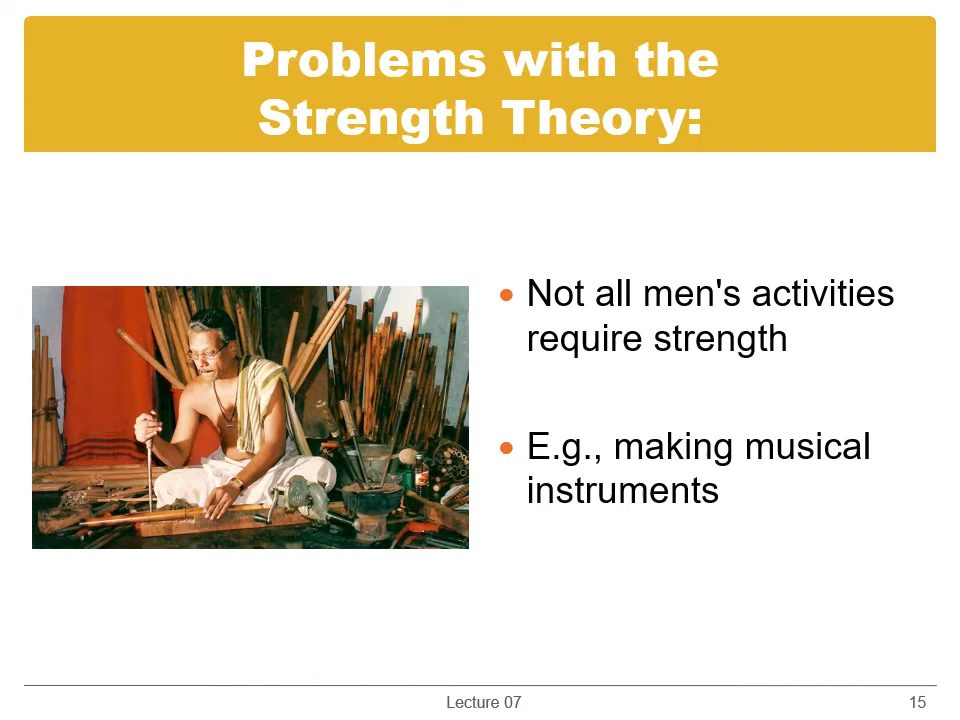 Problems with the
Strength Theory:
• Not all men's activities
require strength
• E.g., making musical
instruments
Lecture 07
15